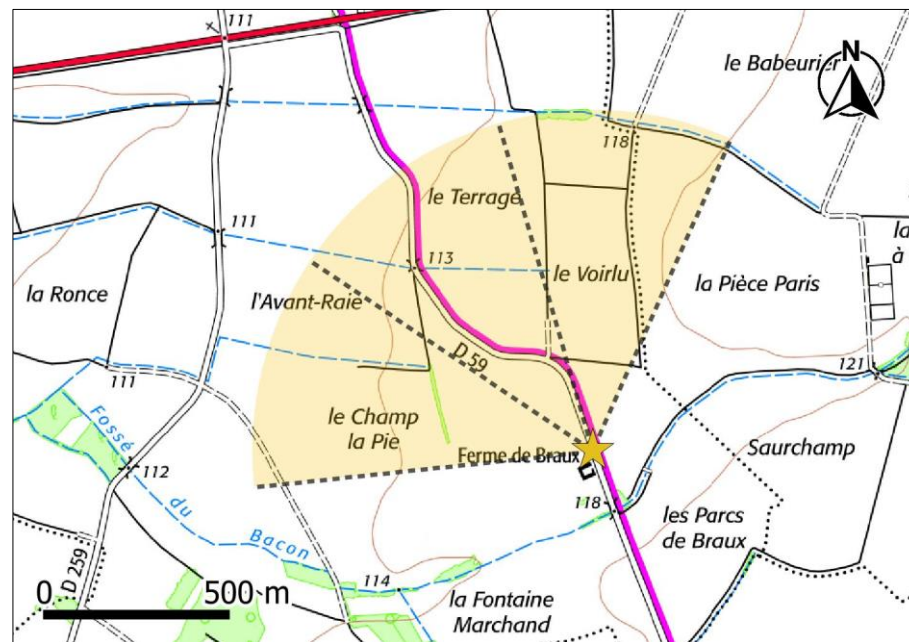 111
le Babeurier
N
118
le Terrage
111
113
la Ronce
l'Avant-Raie
le Voirlu
la Pièce Paris
la
à
D 59
111
121
le Champ
la Pie
Fossé
du
Bacon
Ferme de Braux
Saurchamp
112
118
les Parcs
de Braux
D 259
114
0 500 m
la Fontaine
Marchand